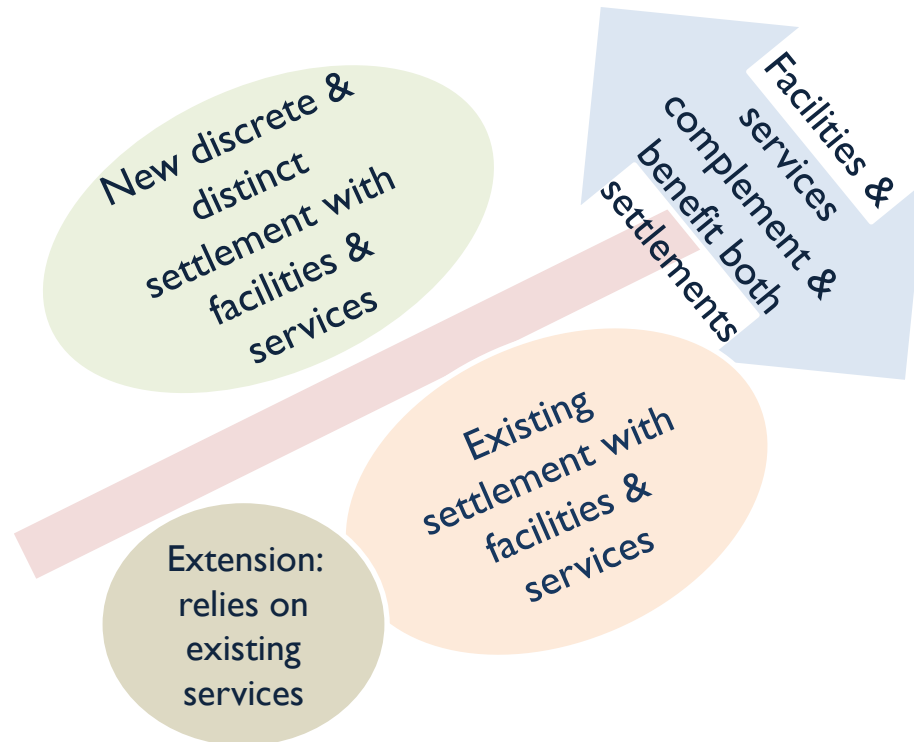 New discrete &
distinct
settlement with
facilities &
services
Facilities &
services
complement &
benefit both
settlements
Existing
settlement with
facilities &
services
Extension:
relies on
existing
services